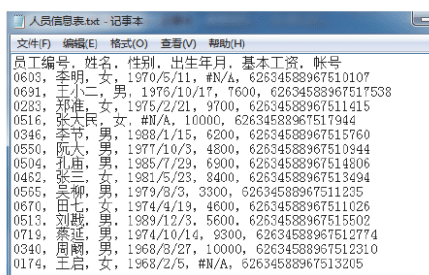 人员信息表.txt - 记事本
文件(F) 编辑(E) 格式(O) 查看(V) 帮助(H)
员工编号, 姓名, 性别, 出生年月, 基本工资, 帐号
0603, 李明, 女, 1970/5/11, #N/A, 62634588967510107
0691, 王小二, 男, 1976/10/17, 7600, 62634588967517538
0283, 郑准, 女, 1975/2/21, 9700, 62634588967511415
0516, 张大民, 女, #N/A, 10000, 62634588967517944
0346, 李节, 男, 1988/1/15, 6200, 62634588967515760
0550, 阮大, 男, 1977/10/3, 4800, 62634588967510944
0504, 孔庙, 男, 1985/7/29, 6900, 62634588967514806
0462, 张三, 女, 1981/5/23, 8400, 62634588967513494
0565, 吴柳, 男, 1979/8/3, 3300, 62634588967511235
0670, 田七, 女, 1974/4/19, 4600, 62634588967511026
0513, 刘戡, 男, 1989/12/3, 5600, 62634588967515502
0719, 蔡延, 男, 1974/10/14, 9300, 62634588967512774
0340, 周阙, 男, 1968/8/27, 10000, 62634588967512310
0174, 王启, 女, 1968/2/5, #N/A, 62634588967513205